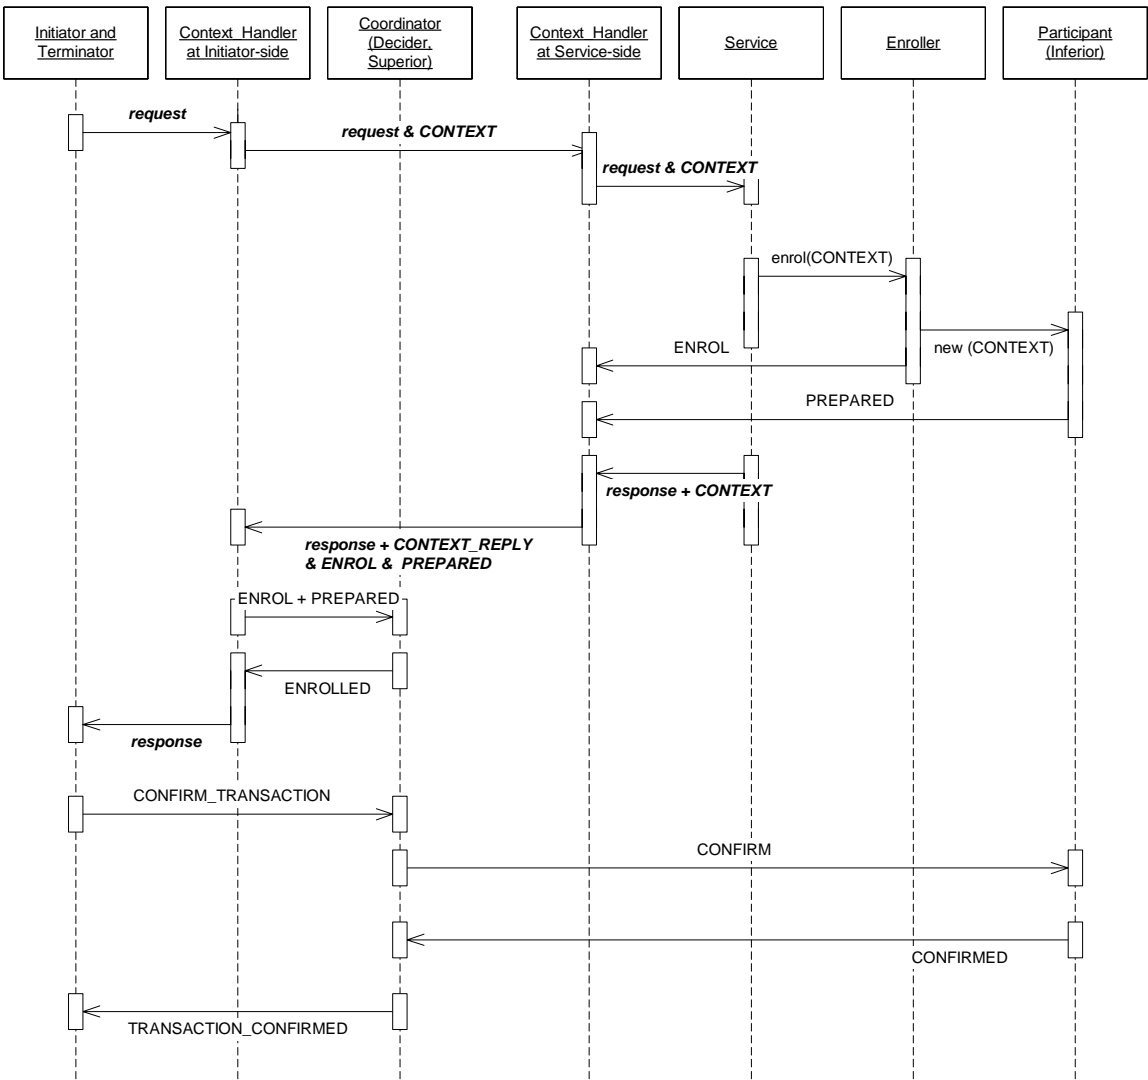 Initiator and
Terminator
Context_Handler
at Initiator-side
Coordinator
(Decider,
Superior)
Context_Handler
at Service-side
Service
Enroller
Participant
(Inferior)
request
request & CONTEXT
request & CONTEXT
enrol(CONTEXT)
new (CONTEXT)
ENROL
PREPARED
response + CONTEXT
response + CONTEXT_REPLY
& ENROL & PREPARED
ENROL + PREPARED
ENROLLED
response
CONFIRM_TRANSACTION
CONFIRM
CONFIRMED
TRANSACTION_CONFIRMED